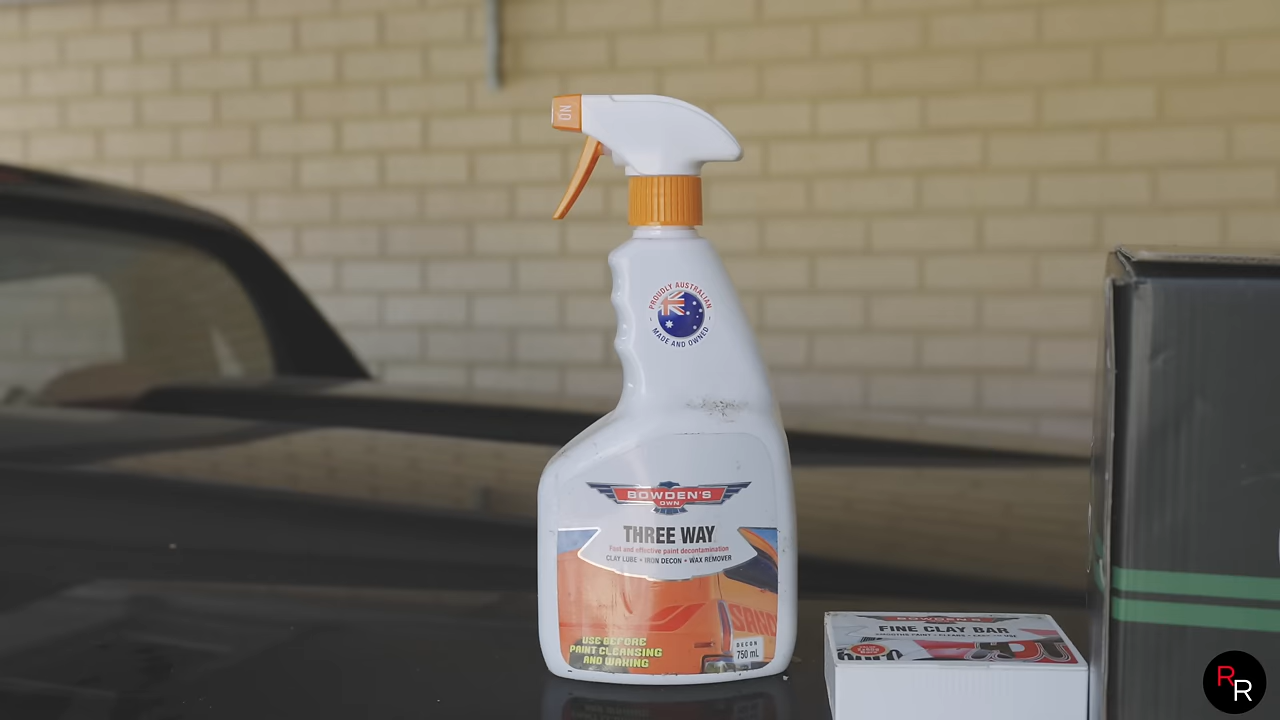 ON
PROUDLY AUSTRALIAN
MADE AND OWNED
BOWDEN'S
OWN
THREE WAY
Fast and effective paint decontamination
CLAY LUBE + IRON DECON + WAX REMOVER
USE BEFORE
PAINT CLEANSING
AND WAXING
DECON
750 mL
BOWDEN'S
FINE CLAY BAR
R
R